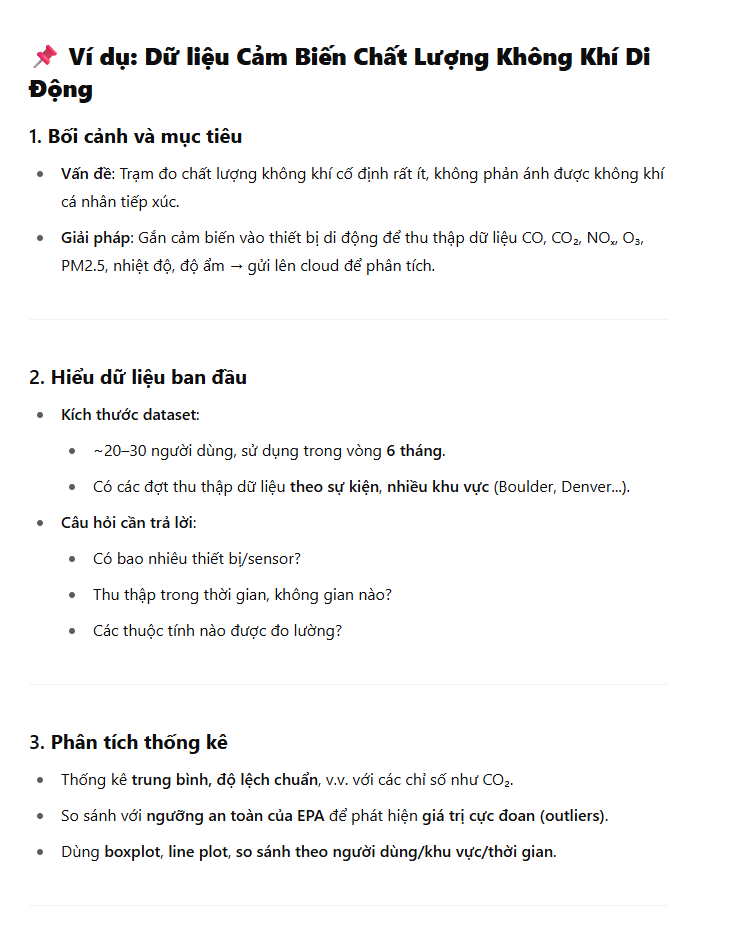 📌 Ví dụ: Dữ liệu Cảm Biến Chất Lượng Không Khí Di
Động
1. Bối cảnh và mục tiêu
• Vấn đề: Trạm đo chất lượng không khí cố định rất ít, không phản ánh được không khí
cá nhân tiếp xúc.
• Giải pháp: Gắn cảm biến vào thiết bị di động để thu thập dữ liệu CO, CO₂, NOₓ, O₃,
PM2.5, nhiệt độ, độ ẩm → gửi lên cloud để phân tích.
2. Hiểu dữ liệu ban đầu
• Kích thước dataset:
• ~20–30 người dùng, sử dụng trong vòng 6 tháng.
• Có các đợt thu thập dữ liệu theo sự kiện, nhiều khu vực (Boulder, Denver...).
• Câu hỏi cần trả lời:
• Có bao nhiêu thiết bị/sensor?
• Thu thập trong thời gian, không gian nào?
• Các thuộc tính nào được đo lường?
3. Phân tích thống kê
• Thống kê trung bình, độ lệch chuẩn, v.v. với các chỉ số như CO₂.
• So sánh với ngưỡng an toàn của EPA để phát hiện giá trị cực đoan (outliers).
• Dùng boxplot, line plot, so sánh theo người dùng/khu vực/thời gian.